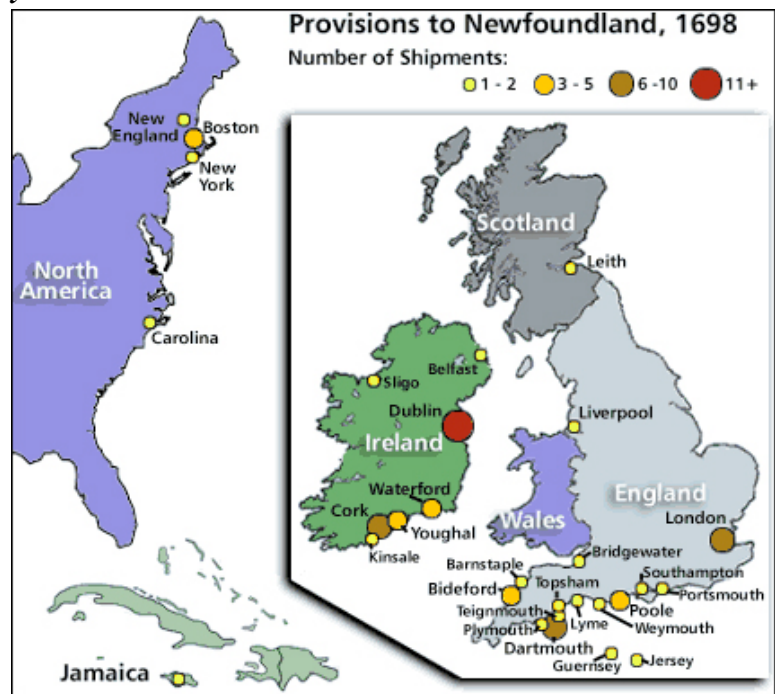 Provisions to Newfoundland, 1698
Number of Shipments:
1 - 2
3 - 5
6 -10
11+
New
England
Boston
New
York
North
America
Carolina
Jamaica
Scotland
Leith
Belfast
Sligo
Dublin
Ireland
Liverpool
Waterford
Cork
Youghal
Kinsale
England
Wales
London
Bridgewater
Barnstaple
Southampton
Bideford
Topsham
Portsmouth
Teignmouth
Poole
Plymouth
Lyme
Weymouth
Dartmouth
Guernsey
Jersey